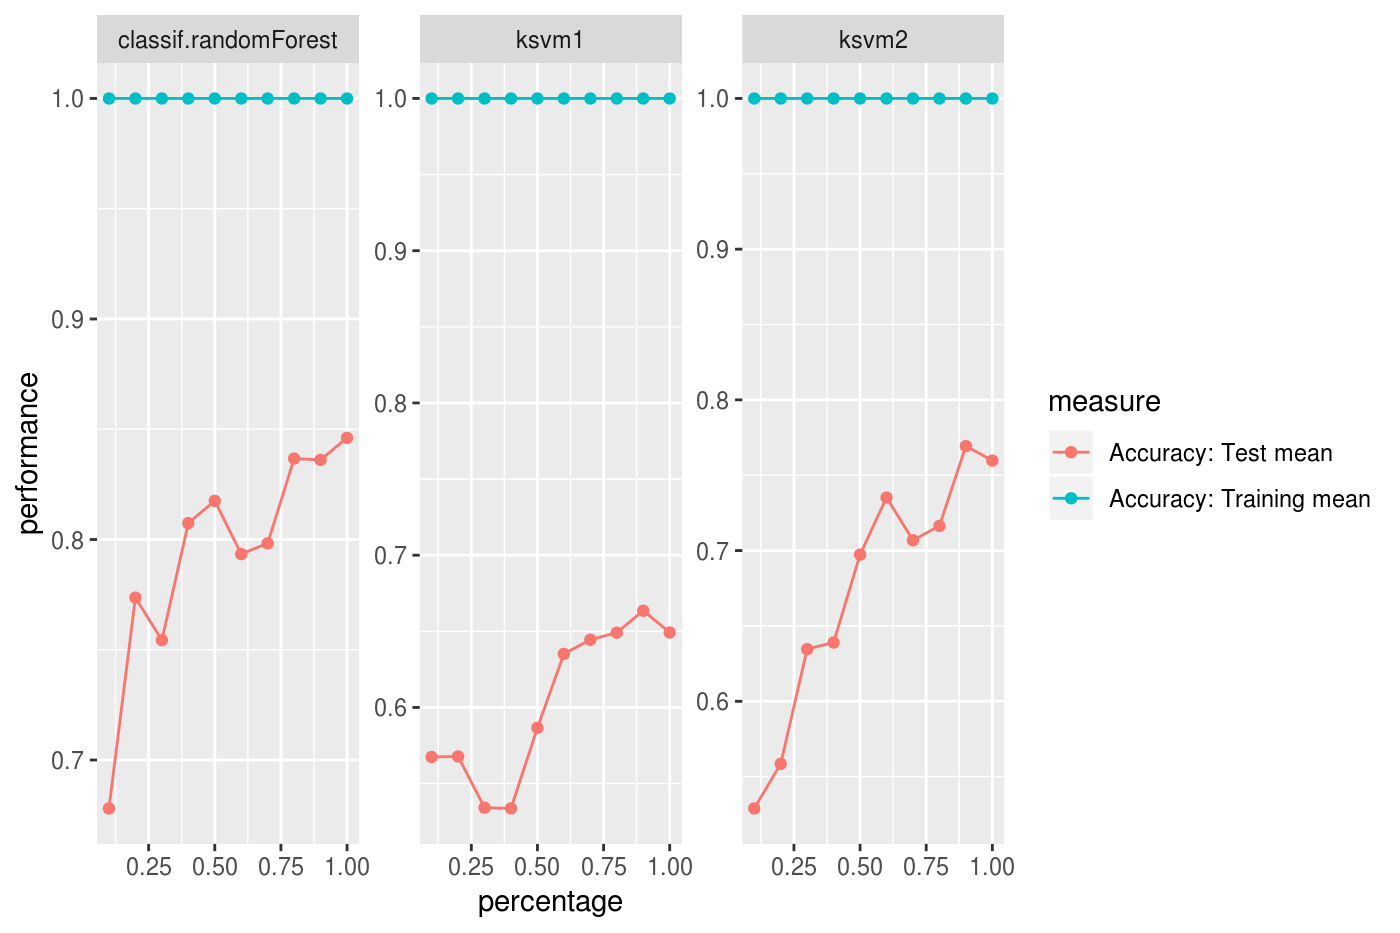 classif.randomForest
ksvm1
ksvm2
performance
1.0
0.9
0.8
0.7
1.0
0.9
0.8
0.7
0.6
1.0
0.9
0.8
0.7
0.6
0.25 0.50 0.75 1.00
0.25 0.50 0.75 1.00
0.25 0.50 0.75 1.00
percentage
measure
Accuracy: Test mean
Accuracy: Training mean